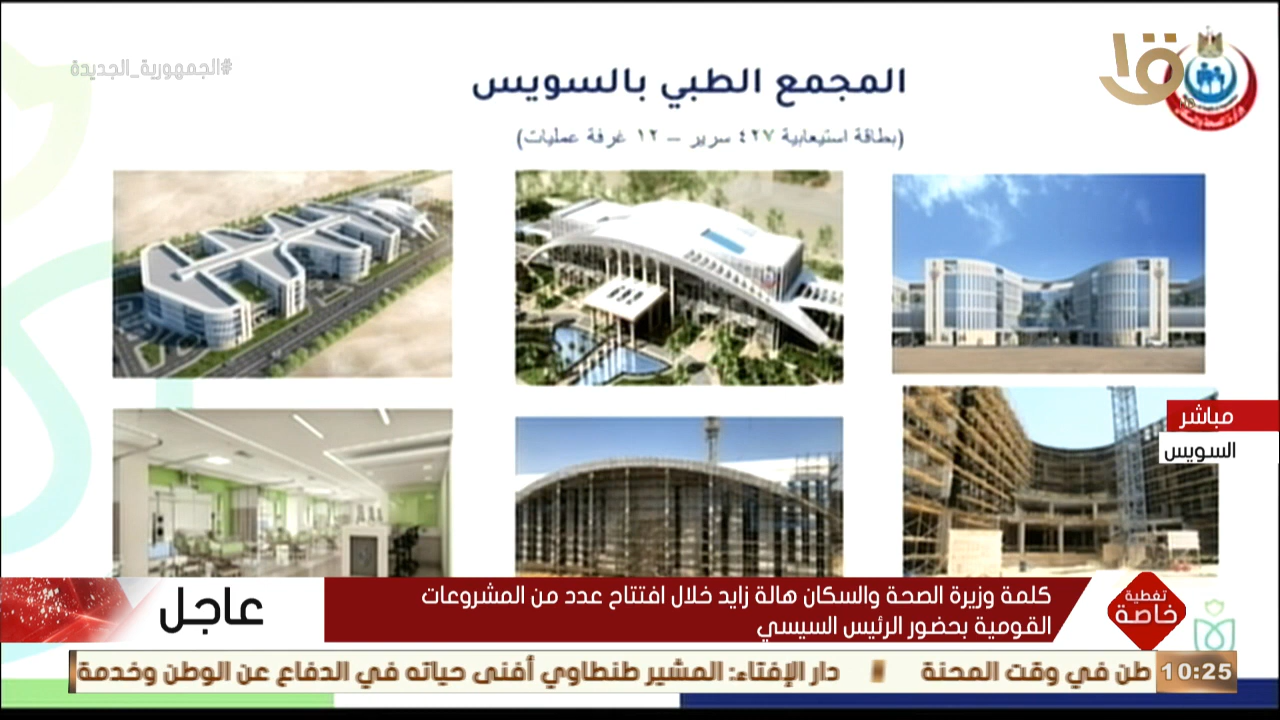 #الجمهورية_الجديدة
المجمع الطبي بالسويس
(بطاقة استيعابية ٤٢٧ سرير – ١٢ غرفة عمليات)
مباشر
السويس
تغطية
خاصة
كلمة وزيرة الصحة والسكان هالة زايد خلال افتتاح عدد من المشروعات
القومية بحضور الرئيس السيسي
عاجل
10:25
طن في وقت المحنة
دار الإفتاء: المشير طنطاوي أفنى حياته في الدفاع عن الوطن وخدمة